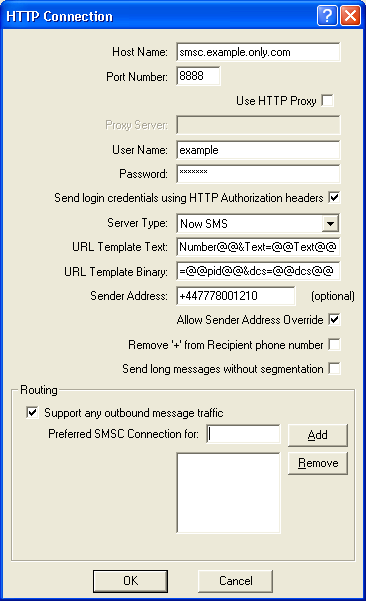 HTTP Connection
Host Name: smsc.example.only.com
Port Number: 8888
Use HTTP Proxy
Proxy Server:
User Name: example
Password: *******
Send login credentials using HTTP Authorization headers
Server Type: Now SMS
URL Template Text: Number@@&Text=@@Text@@
URL Template Binary: =@@pid@@&dcs=@@dcs@@
Sender Address: +447778001210 (optional)
Allow Sender Address Override
Remove '+' from Recipient phone number
Send long messages without segmentation
Routing
Support any outbound message traffic
Preferred SMSC Connection for: Add
Remove
OK Cancel